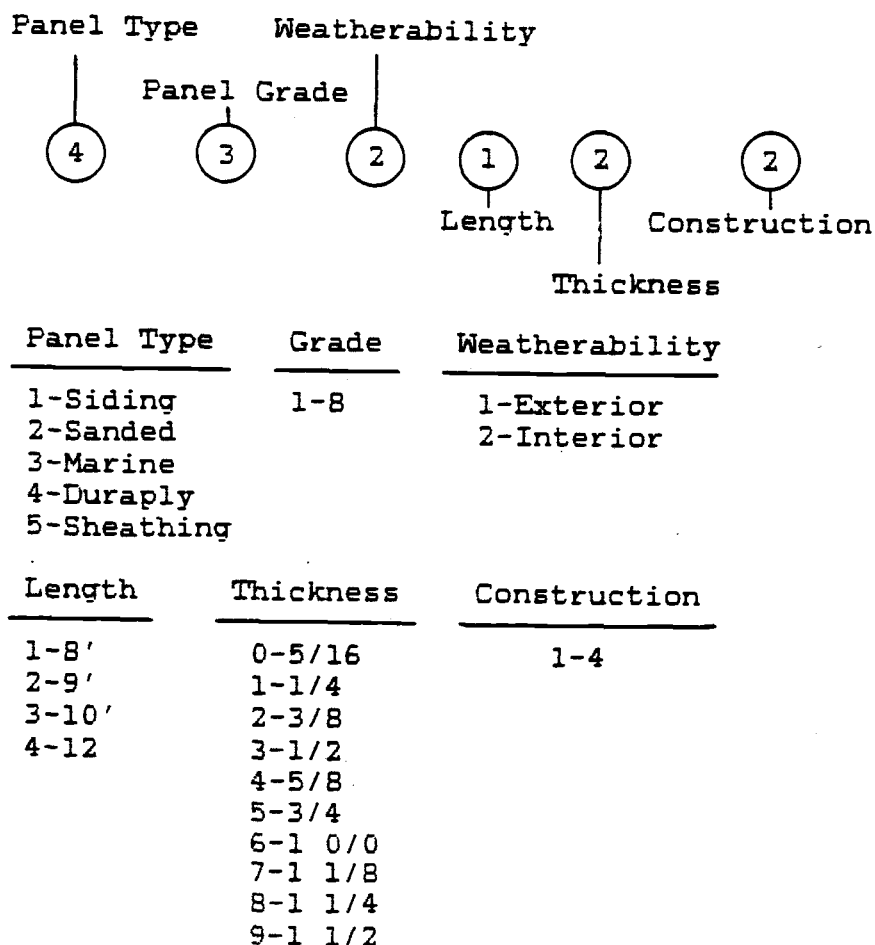 Panel Type Weatherability
Panel Grade
4 3 2 1 2 2
Length Construction
Thickness
Panel Type Grade Weatherability
1-Siding 1-8 1-Exterior
2-Sanded 2-Interior
3-Marine
4-Duraply
5-Sheathing
Length Thickness Construction
1-8' 0-5/16 1-4
2-9' 1-1/4
3-10' 2-3/8
4-12 3-1/2
4-5/8
5-3/4
6-1 0/0
7-1 1/8
8-1 1/4
9-1 1/2